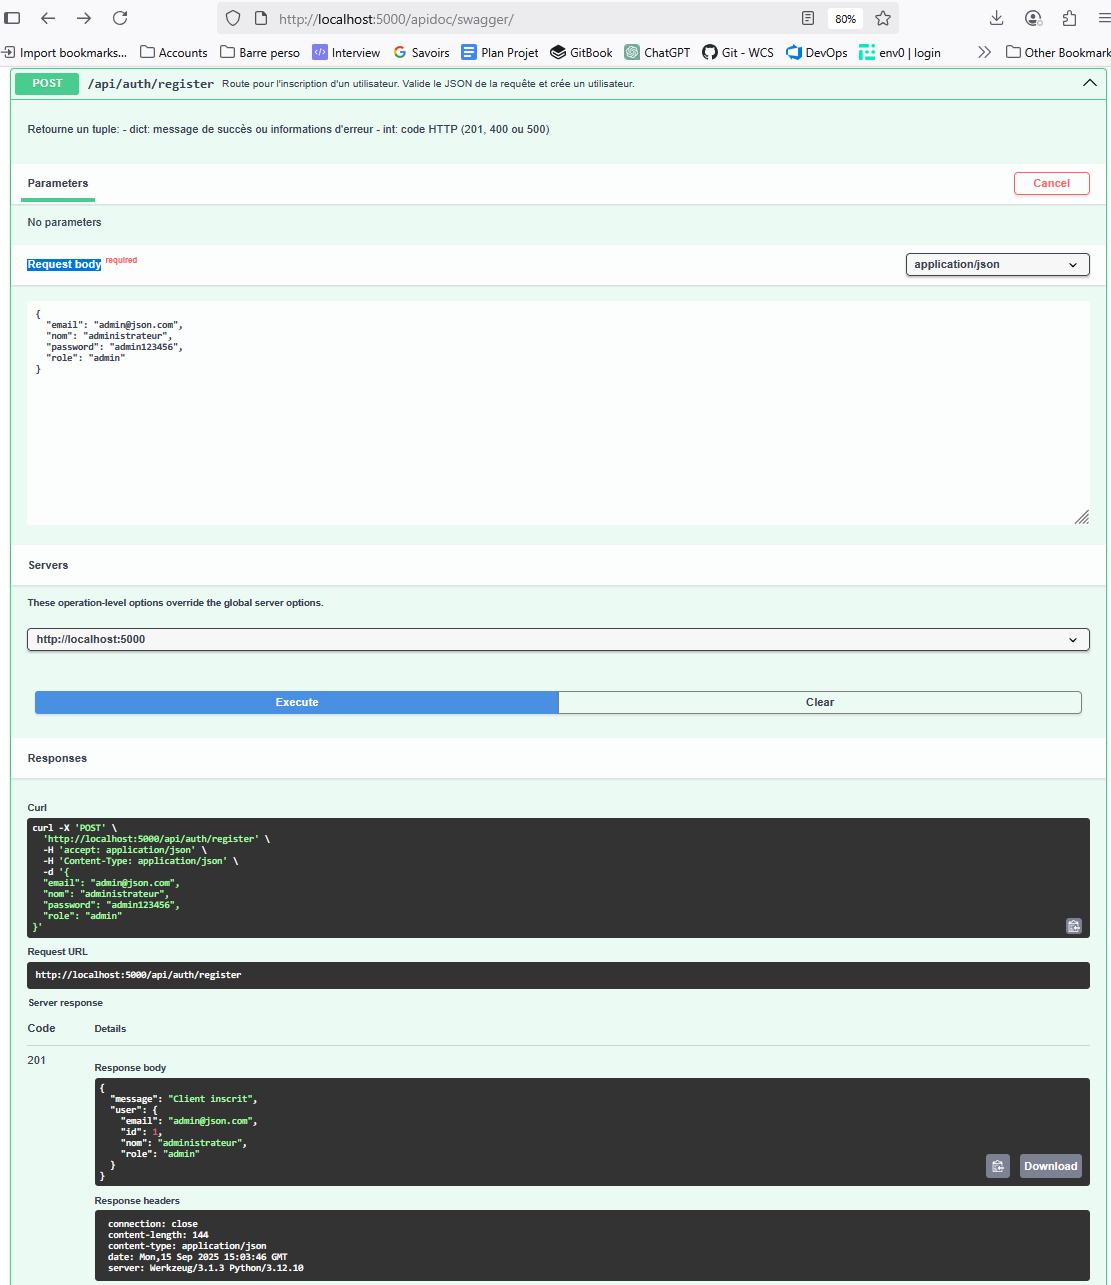 http://localhost:5000/apidoc/swagger/
80%
Import bookmarks...
Accounts
Barre perso
Interview
Savoirs
Plan Projet
GitBook
ChatGPT
Git - WCS
DevOps
env0 | login
Other Bookmark
POST /api/auth/register Route pour l'inscription d'un utilisateur. Valide le JSON de la requête et crée un utilisateur.
Retourne un tuple: - dict: message de succès ou informations d'erreur - int: code HTTP (201, 400 ou 500)
Parameters
Cancel
No parameters
Request body required
application/json
{
"email": "admin@json.com",
"nom": "administrateur",
"password": "admin123456",
"role": "admin"
}
Servers
These operation-level options override the global server options.
http://localhost:5000
Execute
Clear
Responses
Curl
curl -X 'POST' \
'http://localhost:5000/api/auth/register' \
-H 'accept: application/json' \
-H 'Content-Type: application/json' \
-d '{
"email": "admin@json.com",
"nom": "administrateur",
"password": "admin123456",
"role": "admin"
}'
Request URL
http://localhost:5000/api/auth/register
Server response
Code
Details
201
Response body
{
"message": "Client inscrit",
"user": {
"email": "admin@json.com",
"id": 1,
"nom": "administrateur",
"role": "admin"
}
}
Download
Response headers
connection: close
content-length: 144
content-type: application/json
date: Mon,15 Sep 2025 15:03:46 GMT
server: Werkzeug/3.1.3 Python/3.12.10